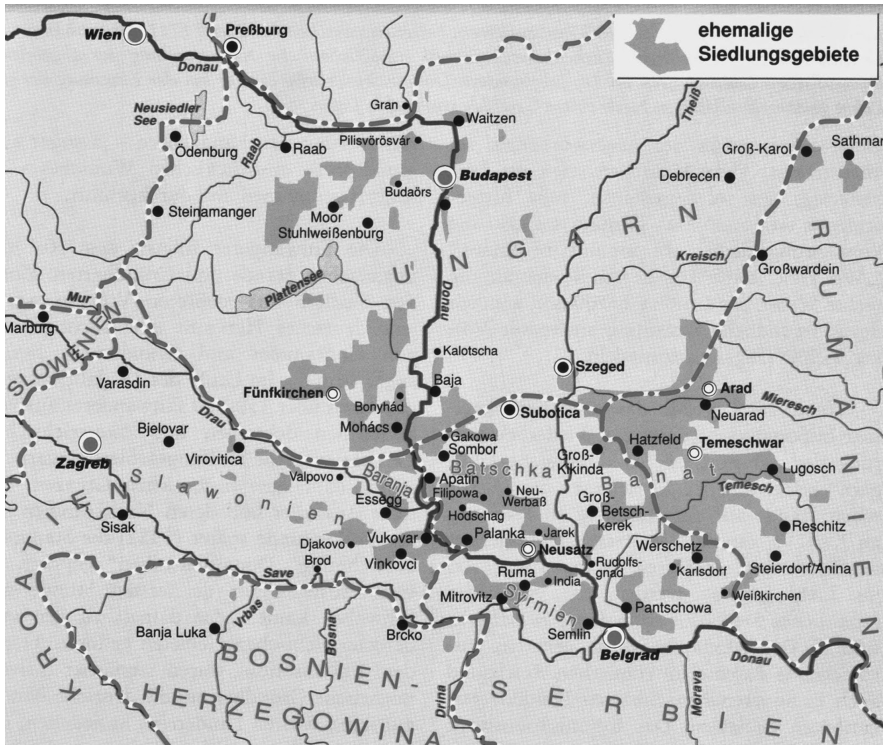 ehemalige
Siedlungsgebiete
Wien
Preßburg
Donau
Neusiedler
See
Ödenburg
Raab
Raab
Gran
Waitzen
Pilisvörösvár
Budapest
Budaörs
Theiß
Groß-Karol
Sathmar
Debrecen
Steinamanger
Moor
Stuhlweißenburg
UNGARN
RUMÄNIEN
Kreisch
Großwardein
Plattensee
Donau
Mur
Marburg
SLOWENIEN
Varasdin
Kalotscha
Szeged
Fünfkirchen
Baja
Bonyhád
Subotica
Arad
Mieresch
Neuarad
Drau
Mohács
Bjelovar
Virovitica
Zagreb
Gakowa
Sombor
Batschka
Hatzfeld
Temeschwar
Groß-
Kikinda
Banat
Lugosch
Temesch
Slawonien
Valpovo
Baranja
Apatin
Filipowa
Neu-
Werbaß
Hodschag
Groß-
Betsch-
kerek
Essegg
Sisak
KROATIEN
Reschitz
Vukovar
Palanka
Jarek
Djakovo
Neusatz
Werschetz
Vinkovci
Brod
Rudolfs-
gnad
Karlsdorf
Steierdorf/Anina
Save
Ruma
India
Mitrovitz
Syrmien
Weißkirchen
Vrbas
Pantschowa
Banja Luka
Bosna
Brcko
Semlin
Belgrad
Donau
BOSNIEN-
HERZEGOWINA
Drina
SERBIEN
Morava